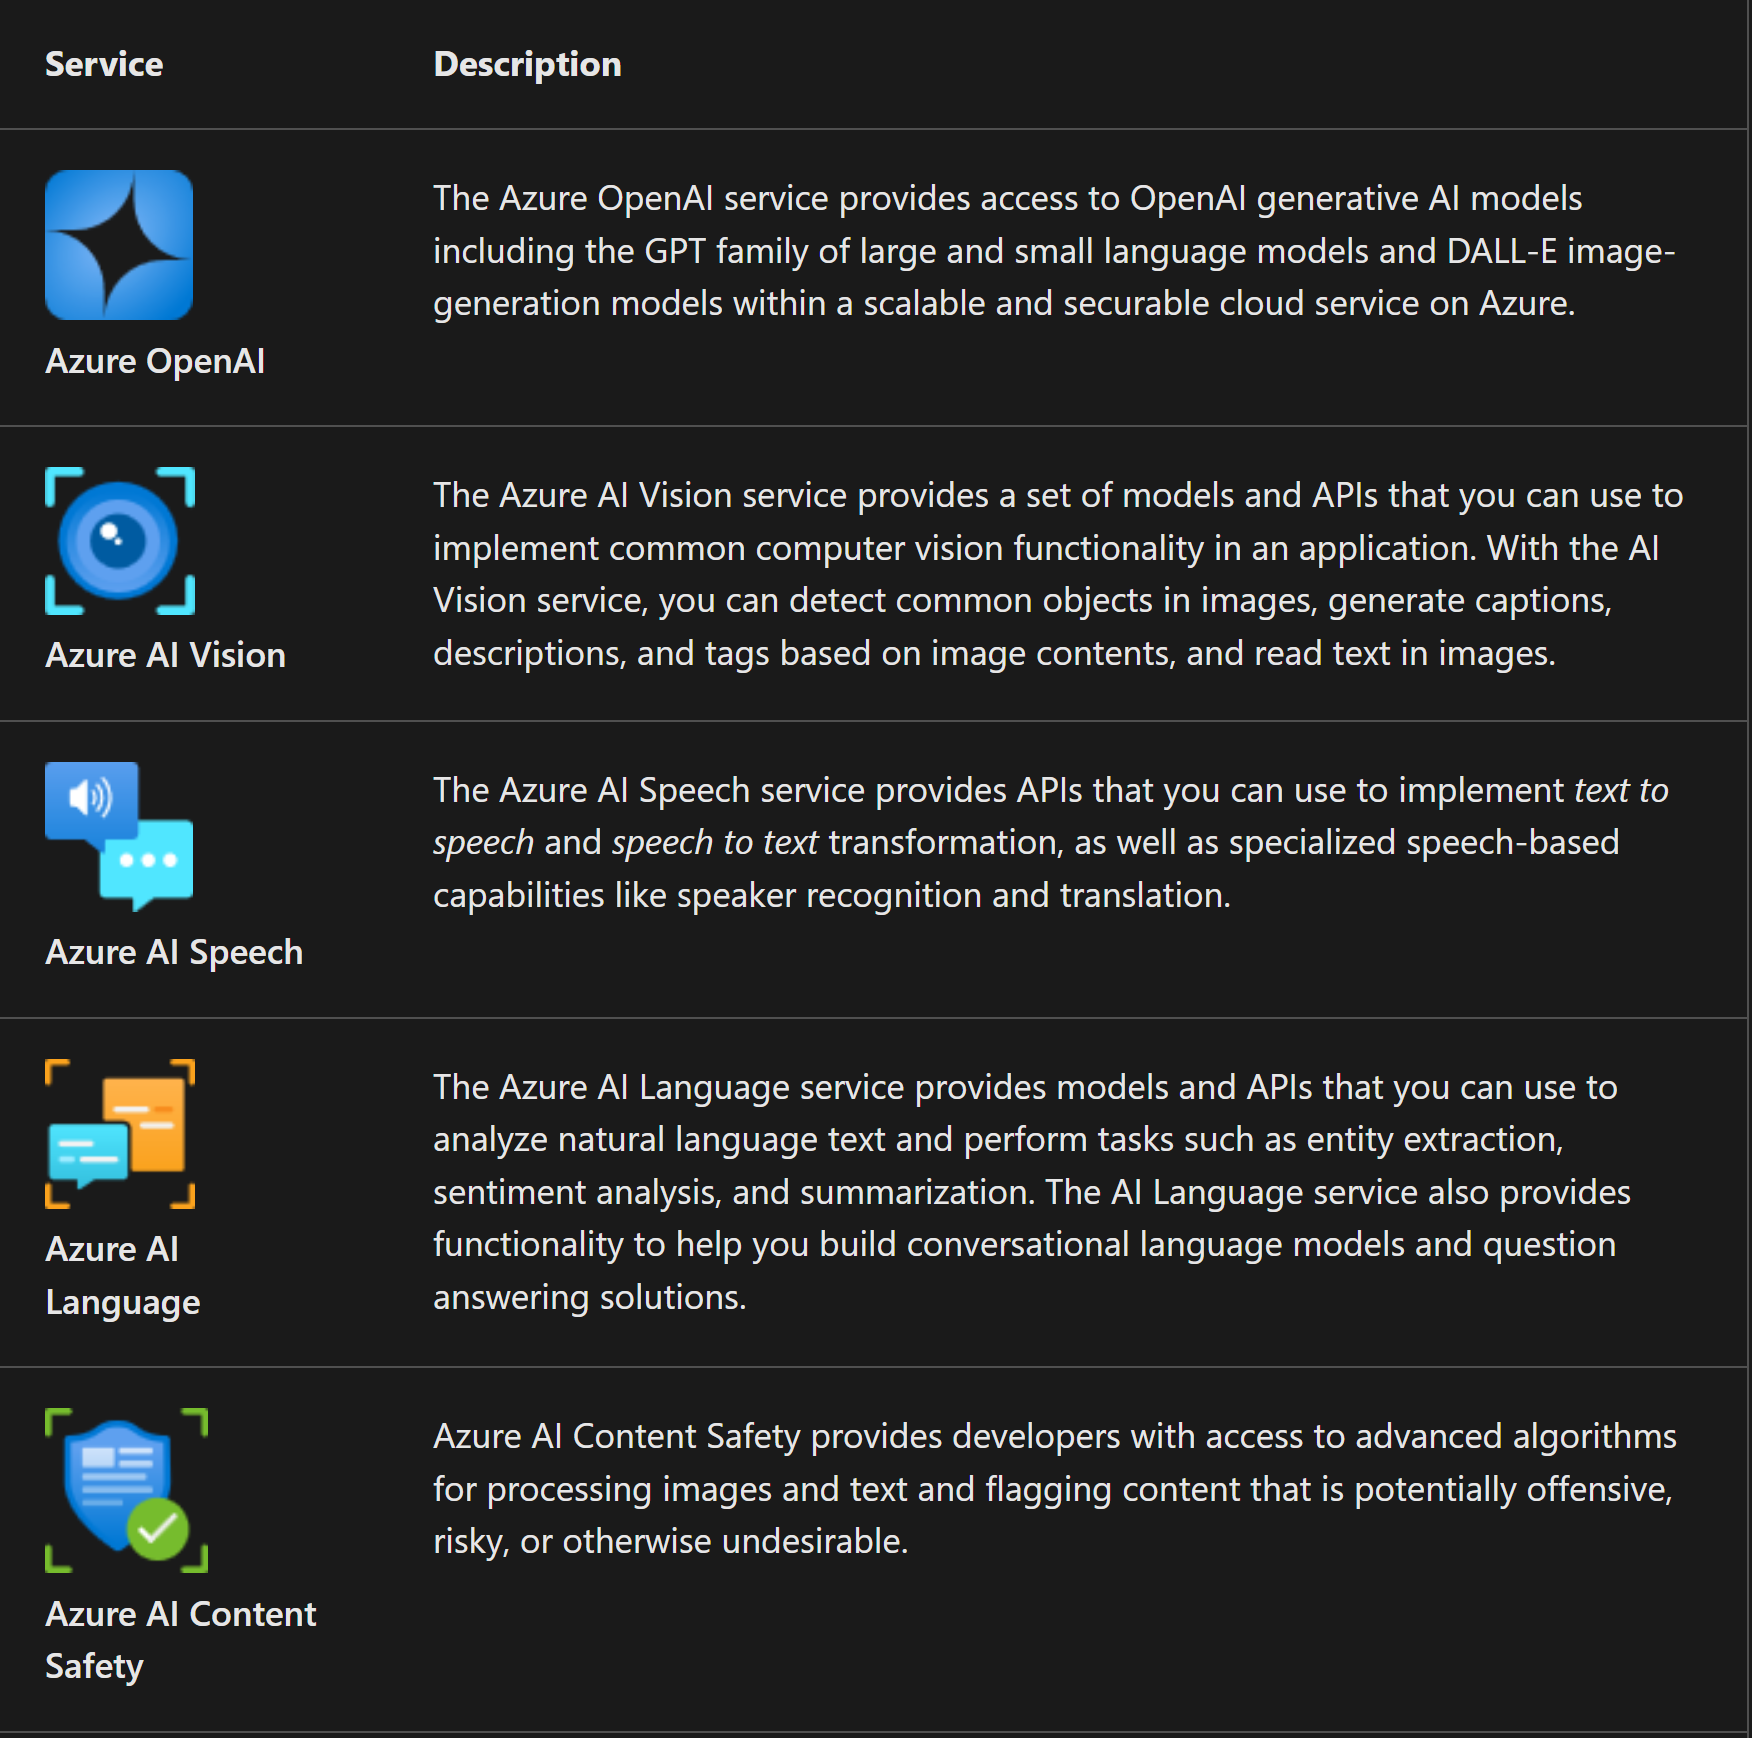 Service
Description
The Azure OpenAI service provides access to OpenAI generative AI models
including the GPT family of large and small language models and DALL-E image-
generation models within a scalable and securable cloud service on Azure.
Azure OpenAI
The Azure AI Vision service provides a set of models and APIs that you can use to
implement common computer vision functionality in an application. With the AI
Vision service, you can detect common objects in images, generate captions,
descriptions, and tags based on image contents, and read text in images.
Azure AI Vision
The Azure AI Speech service provides APIs that you can use to implement text to
speech and speech to text transformation, as well as specialized speech-based
capabilities like speaker recognition and translation.
Azure AI Speech
The Azure AI Language service provides models and APIs that you can use to
analyze natural language text and perform tasks such as entity extraction,
sentiment analysis, and summarization. The AI Language service also provides
functionality to help you build conversational language models and question
answering solutions.
Azure AI
Language
Azure AI Content Safety provides developers with access to advanced algorithms
for processing images and text and flagging content that is potentially offensive,
risky, or otherwise undesirable.
Azure AI Content
Safety